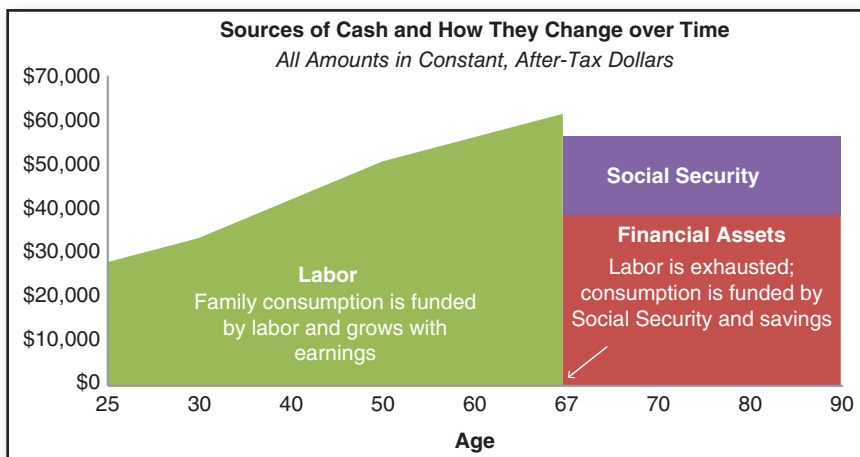 Sources of Cash and How They Change over Time
All Amounts in Constant, After-Tax Dollars
$70,000
$60,000
$50,000
$40,000
$30,000
$20,000
$10,000
$0
Labor
Family consumption is funded
by labor and grows with
earnings
Social Security
Financial Assets
Labor is exhausted;
consumption is funded by
Social Security and savings
25 30 40 50 60 67 70 80 90
Age